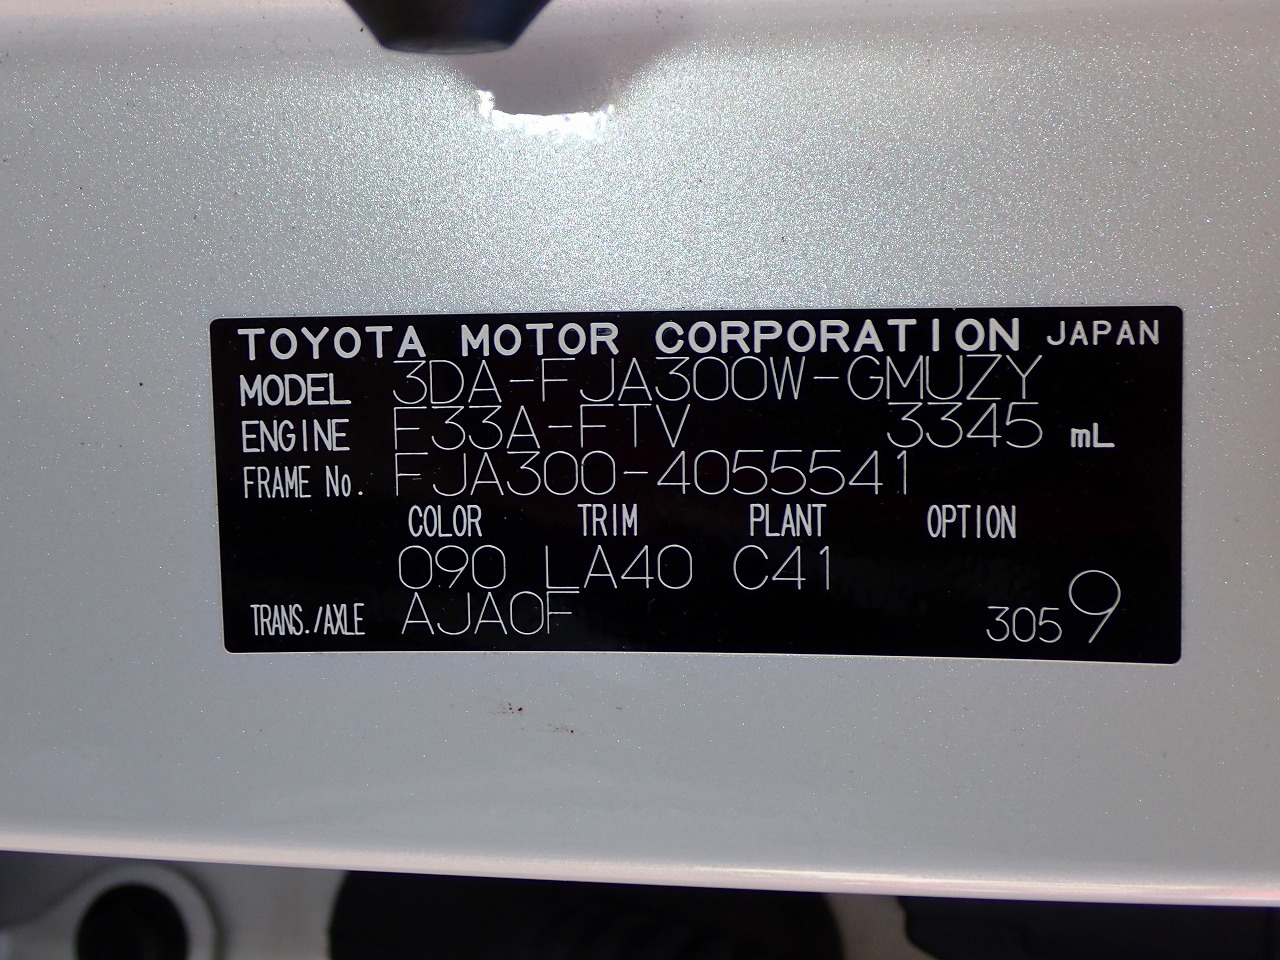 TOYOTA MOTOR CORPORATION JAPAN
MODEL 3DA-FJA300W-GMUZY
ENGINE F33A-FTV 3345 mL
FRAME No. FJA300-4055541
COLOR TRIM PLANT OPTION
090 LA40 C41
TRANS./AXLE AJA0F 3059